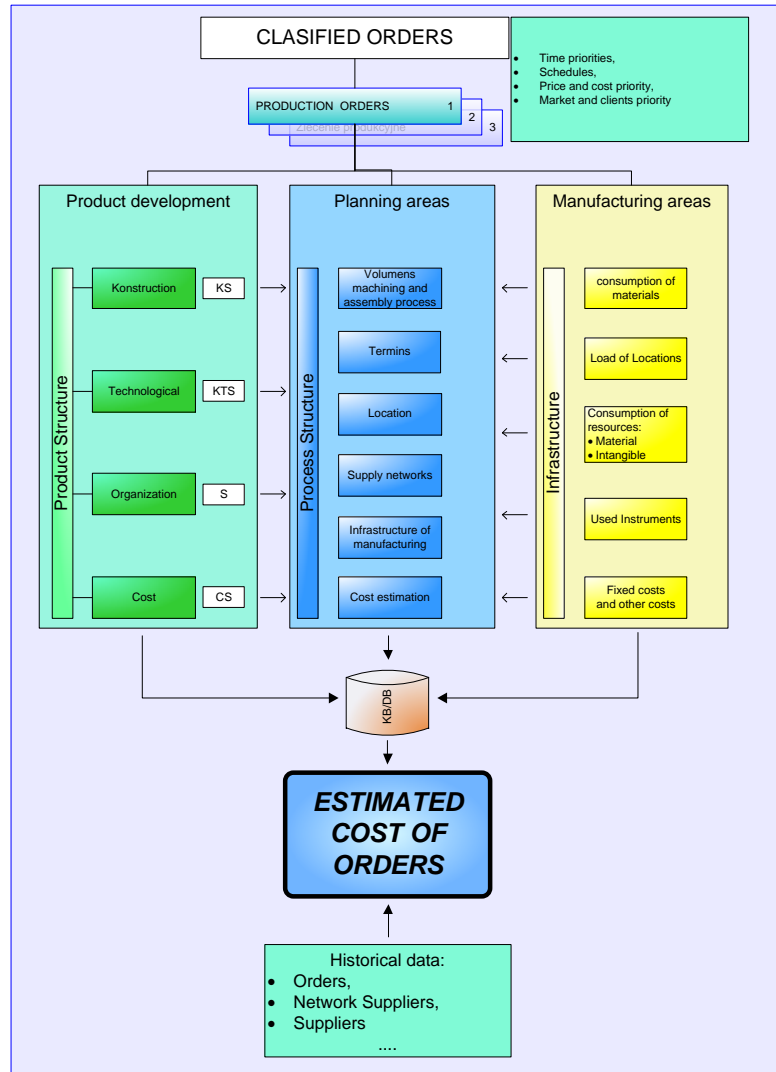 CLASIFIED ORDERS
• Time priorities,
• Schedules,
• Price and cost priority,
• Market and clients priority
PRODUCTION ORDERS 1
2
Zlecenie produkcyjne 3
Product development
Product Structure
Konstruction KS
Technological KTS
Organization S
Cost CS
Planning areas
Process Structure
Volumens
machining and
assembly process
Termins
Location
Supply networks
Infrastructure of
manufacturing
Cost estimation
Manufacturing areas
Infrastructure
consumption of
materials
Load of Locations
Consumption of
resources:
• Material
• Intangible
Used Instruments
Fixed costs
and other costs
KB/DB
ESTIMATED
COST OF
ORDERS
Historical data:
• Orders,
• Network Suppliers,
• Suppliers
....